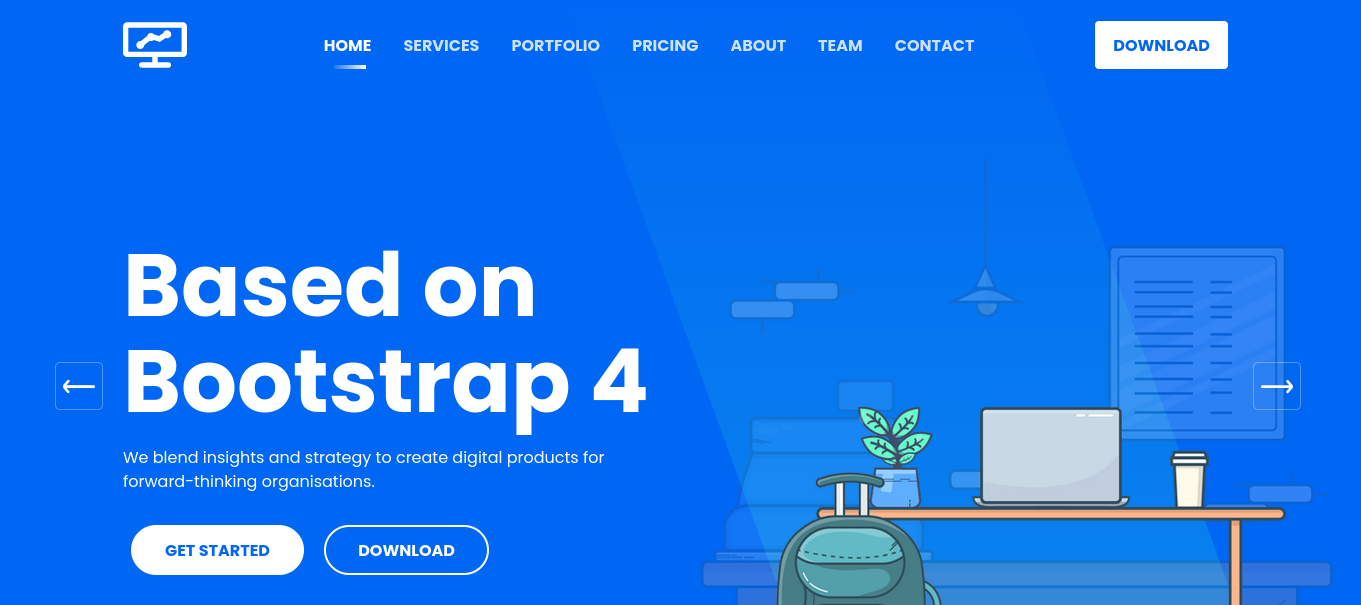 HOME SERVICES PORTFOLIO PRICING ABOUT TEAM CONTACT DOWNLOAD
Based on
Bootstrap 4
We blend insights and strategy to create digital products for
forward-thinking organisations.
GET STARTED DOWNLOAD